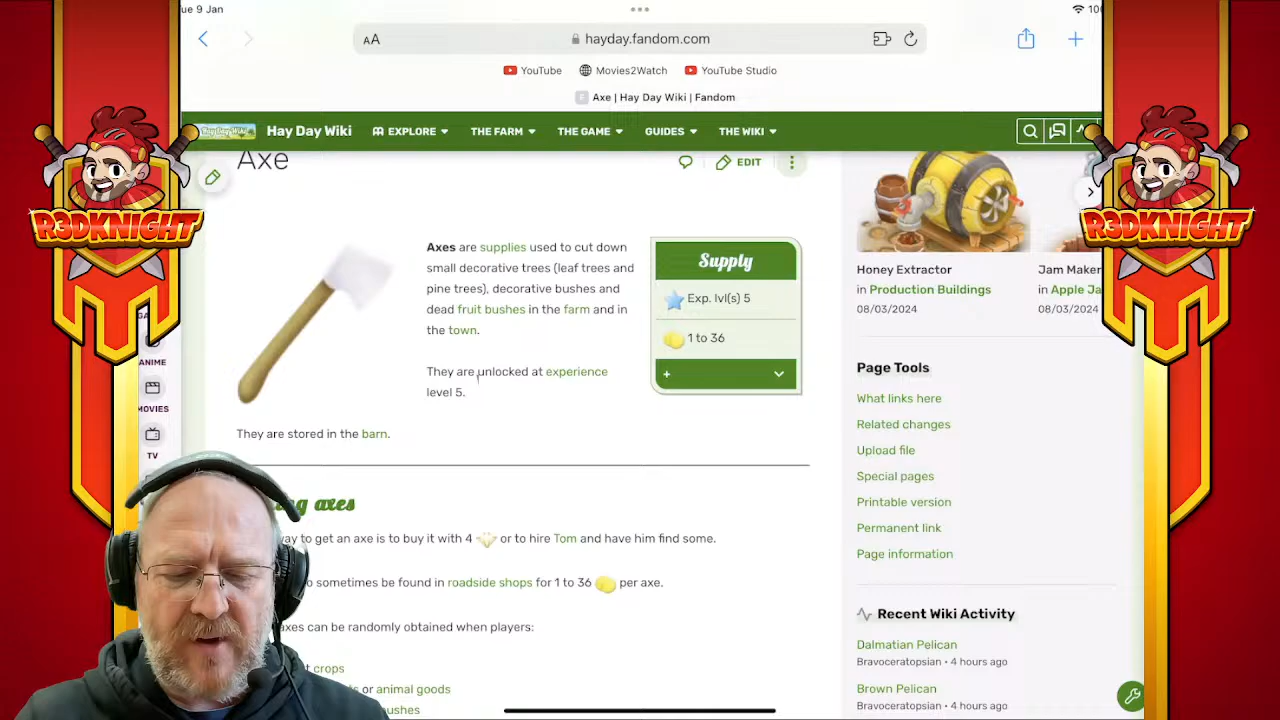 ue 9 Jan
AA
hayday.fandom.com
YouTube
Movies2Watch
YouTube Studio
Axe | Hay Day Wiki | Fandom
Hay Day Wiki
Hay Day Wiki
EXPLORE
THE FARM
THE GAME
GUIDES
THE WIKI
Axe
EDIT
R3DKNIGHT
R3DKNIGHT
Axes are supplies used to cut down
small decorative trees (leaf trees and
pine trees), decorative bushes and
dead fruit bushes in the farm and in
the town.
They are unlocked at experience
level 5.
They are stored in the barn.
Supply
Exp. lvl(s) 5
1 to 36
+
ANIME
MOVIES
TV
Honey Extractor
in Production Buildings
08/03/2024
Jam Maker
in Apple Ja
08/03/2024
Page Tools
What links here
Related changes
Upload file
Special pages
Printable version
Permanent link
Page information
axes
way to get an axe is to buy it with 4 or to hire Tom and have him find some.
sometimes be found in roadside shops for 1 to 36 per axe.
axes can be randomly obtained when players:
crops
or animal goods
bushes
Recent Wiki Activity
Dalmatian Pelican
Bravoceratopsian • 4 hours ago
Brown Pelican
Bravoceratopsian • 4 hours ago